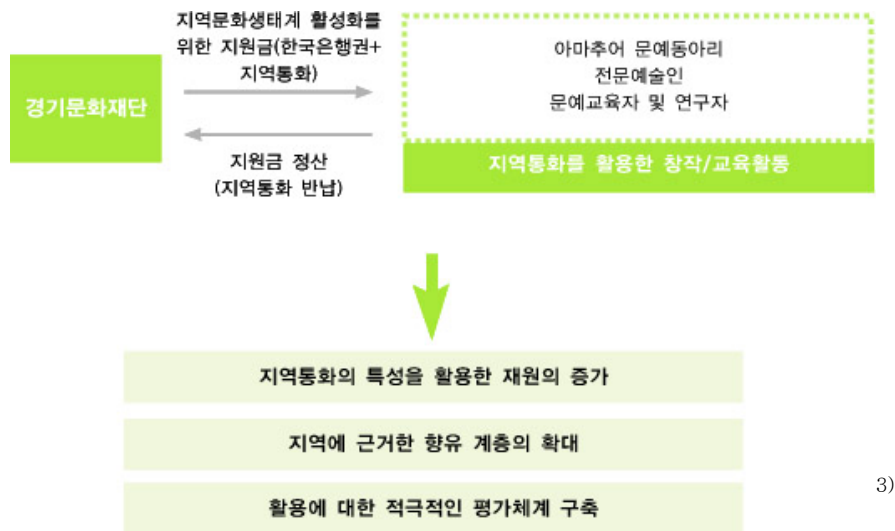 지역문화생태계 활성화를
위한 지원금(한국은행권+
지역통화)
경기문화재단
지원금 정산
(지역통화 반납)
아마추어 문예동아리
전문예술인
문예교육자 및 연구자
지역통화를 활용한 창작/교육활동
지역통화의 특성을 활용한 재원의 증가
지역에 근거한 향유 계층의 확대
활용에 대한 적극적인 평가체계 구축
3)